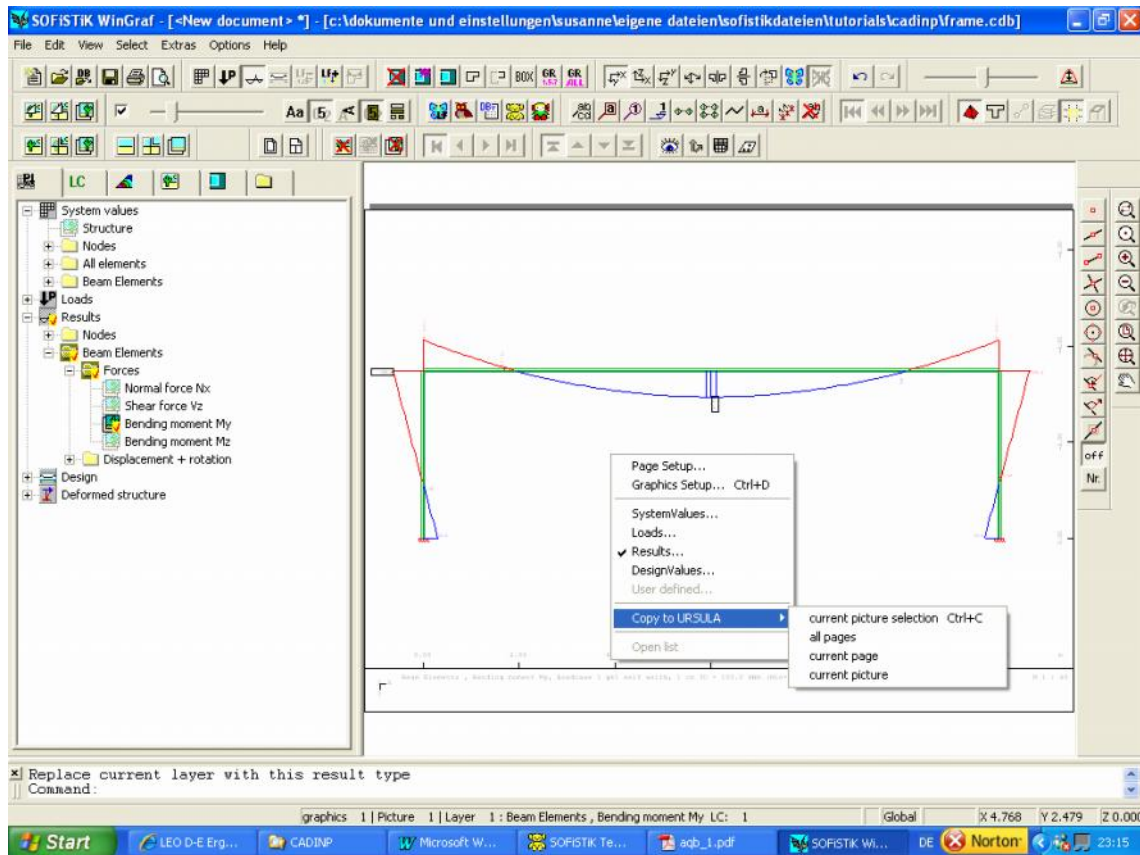 SOFiSTiK WinGraf - [<New document> *] - [c:\dokumente und einstellungen\susanne\eigene dateien\sofistikdateien\tutorials\cadinp\frame.cdb]
File Edit View Select Extras Options Help
BOX
ALL
Aa
LC
System values
Structure
Nodes
All elements
Beam Elements
Loads
Results
Nodes
Beam Elements
Forces
Normal force Nx
Shear force Vz
Bending moment My
Bending moment Mz
Displacement + rotation
Design
Deformed structure
off
Nr.
Page Setup...
Graphics Setup... Ctrl+D
SystemValues...
Loads...
Results...
DesignValues...
User defined...
Copy to URSULA
Open list
current picture selection Ctrl+C
all pages
current page
current picture
Replace current layer with this result type
Command:
graphics 1 | Picture 1 | Layer 1 : Beam Elements , Bending moment My LC: 1 Global X 4.768 Y 2.479 Z 0.000
Start LEO D-E Erg... CADINP Microsoft W... SOFiSTiK Te... aqb_1.pdf SOFiSTiK Wi... DE Norton 23:15